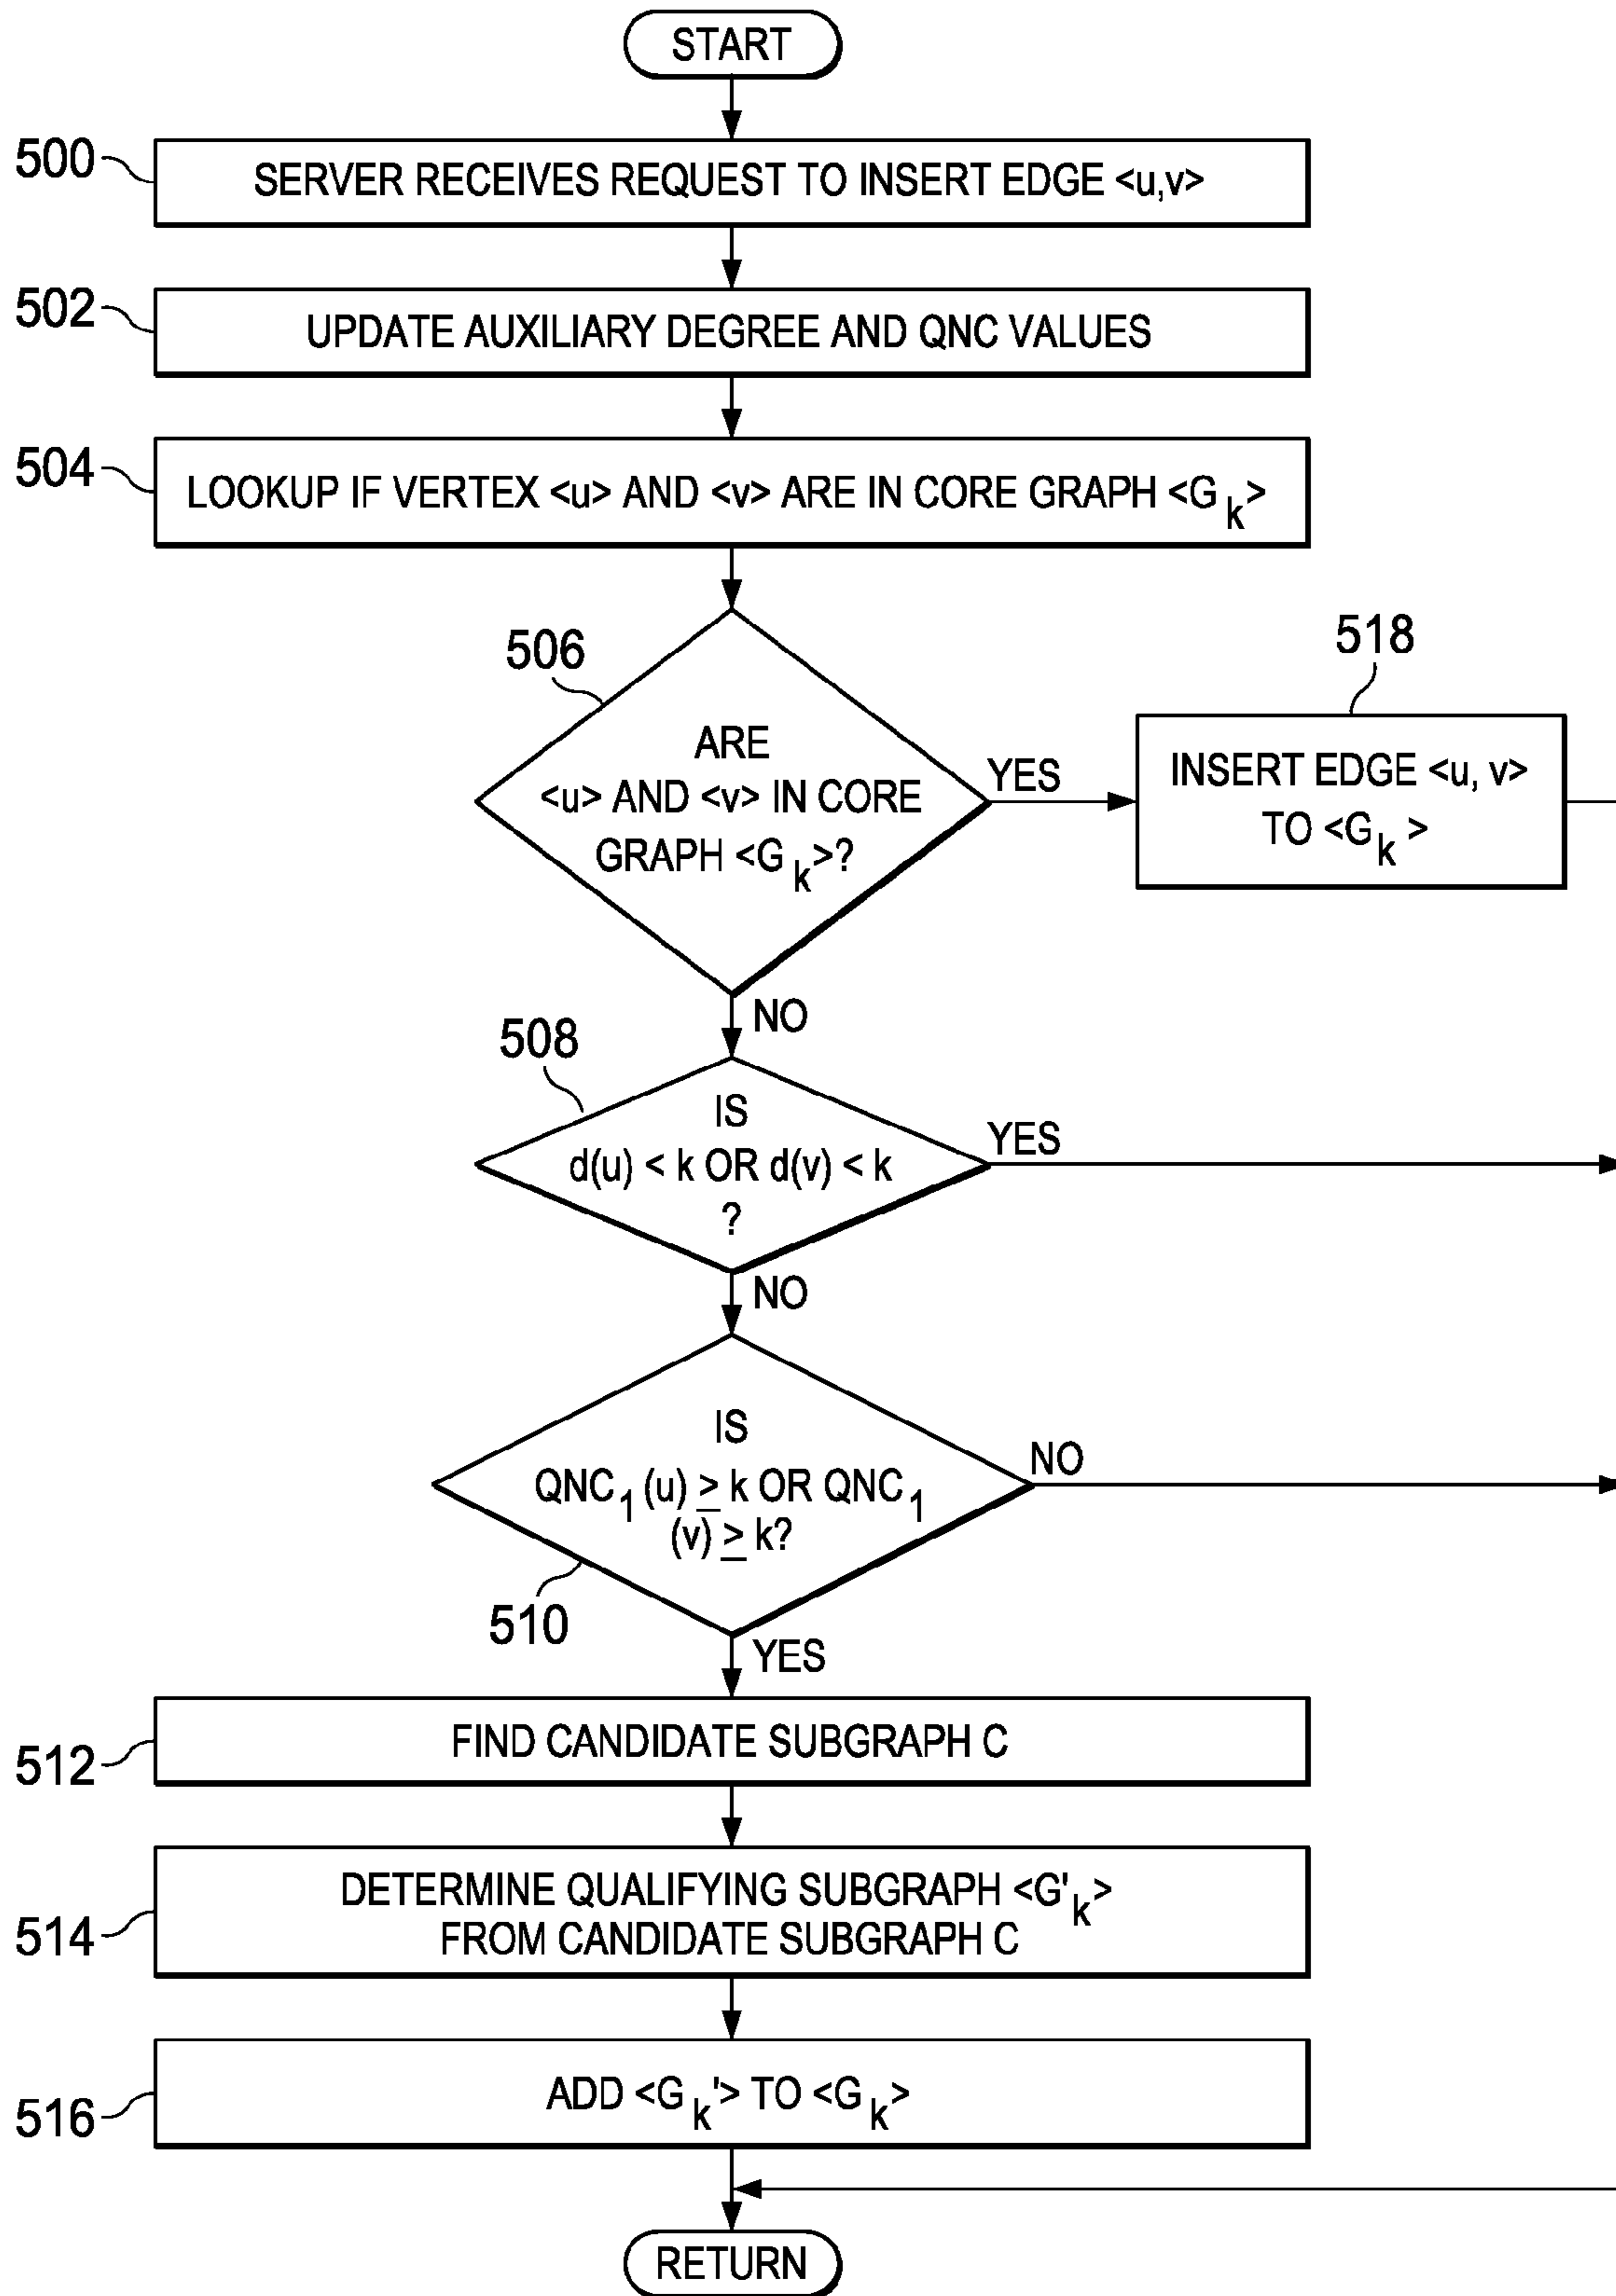 START
500
SERVER RECEIVES REQUEST TO INSERT EDGE <u,v>
502
UPDATE AUXILIARY DEGREE AND QNC VALUES
504
LOOKUP IF VERTEX <u> AND <v> ARE IN CORE GRAPH <G k>
506
ARE
<u> AND <v> IN CORE
GRAPH <G k>?
YES
518
INSERT EDGE <u, v>
TO <G k >
NO
508
IS
d(u) < k OR d(v) < k
?
YES
NO
IS
QNC 1 (u) ≥ k OR QNC 1
(v) ≥ k?
NO
510
YES
512
FIND CANDIDATE SUBGRAPH C
514
DETERMINE QUALIFYING SUBGRAPH <G' k>
FROM CANDIDATE SUBGRAPH C
516
ADD <G k'> TO <G k>
RETURN